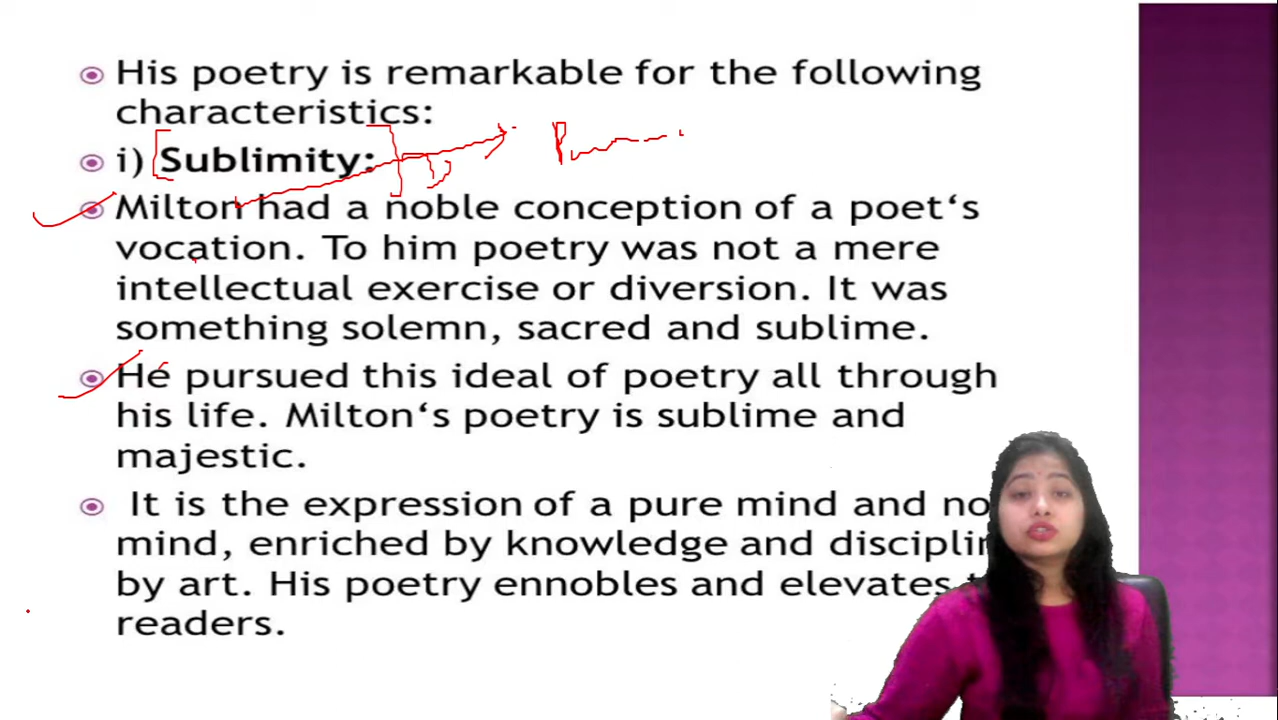 His poetry is remarkable for the following
characteristics:
i) Sublimity:
Milton had a noble conception of a poet‘s
vocation. To him poetry was not a mere
intellectual exercise or diversion. It was
something solemn, sacred and sublime.
He pursued this ideal of poetry all through
his life. Milton‘s poetry is sublime and
majestic.
It is the expression of a pure mind and
mind, enriched by knowledge and
by art. His poetry ennobles and elevates
readers.